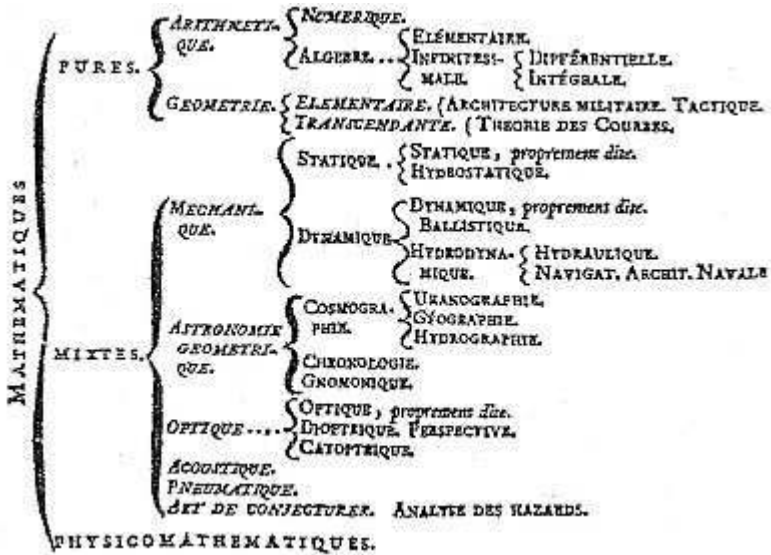 MATHEMATIQUES
PURES.
ARITHMETI-
QUE.
NUMERIQUE.
ALGEBRE...
ELÉMENTAIRE.
INFINITESI-
MALE.
DIFFÉRENTIELLE.
INTÉGRALE.
GEOMETRIE.
ELEMENTAIRE. (ARCHITECTURE MILITAIRE. TACTIQUE.
TRANSCENDANTE. (THEORIE DES COURBES.
MIXTES.
MECHANI-
QUE.
STATIQUE..
STATIQUE, proprement dite.
HYDROSTATIQUE.
DYNAMIQUE
DYNAMIQUE, proprement dite.
BALLISTIQUE.
HYDRODYNA-
MIQUE.
HYDRAULIQUE.
NAVIGAT. ARCHIT. NAVALE
ASTRONOMIE
GEOMETRI-
QUE.
COSMOGRA-
PHIE.
URANOGRAPHIE.
GÉOGRAPHIE.
HYDROGRAPHIE.
CHRONOLOGIE.
GNOMONIQUE.
OPTIQUE....
OPTIQUE, proprement dite.
DIOPTRIQUE. PERSPECTIVE.
CATOPTRIQUE.
ACOUSTIQUE.
PNEUMATIQUE.
ART DE CONJECTURER. ANALYSE DES HAZARDS.
PHYSICOMATHEMATIQUES.